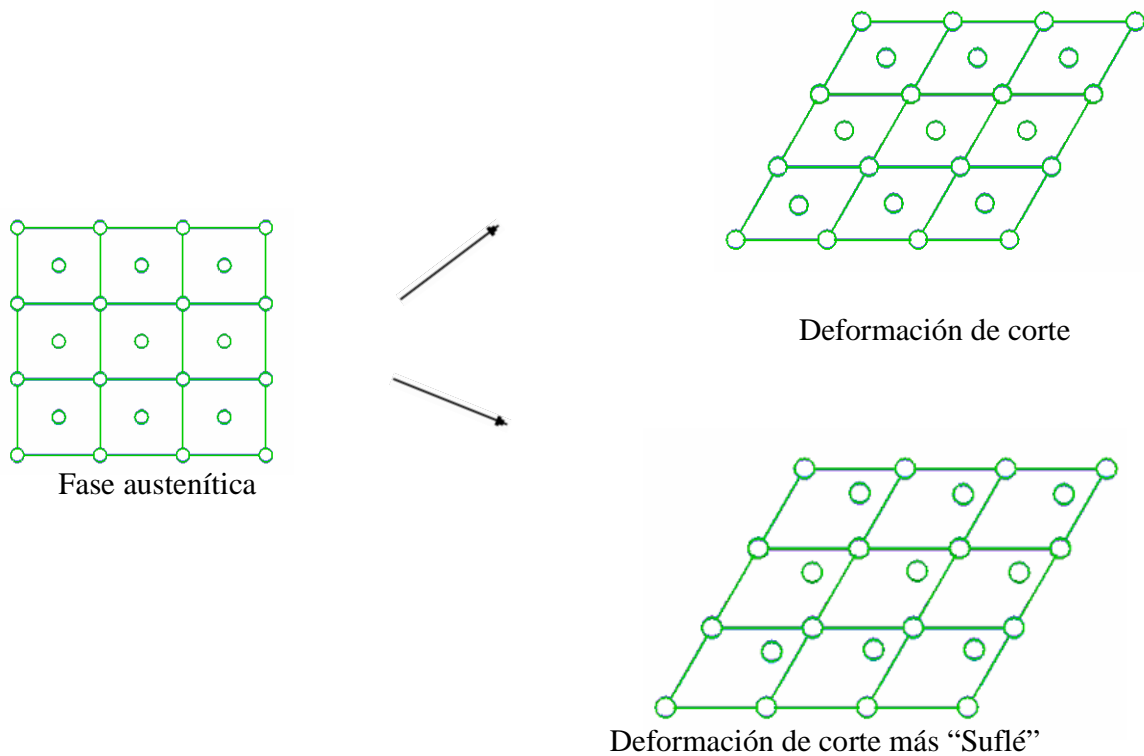 Deformación de corte
Fase austenítica
Deformación de corte más “Suflé”